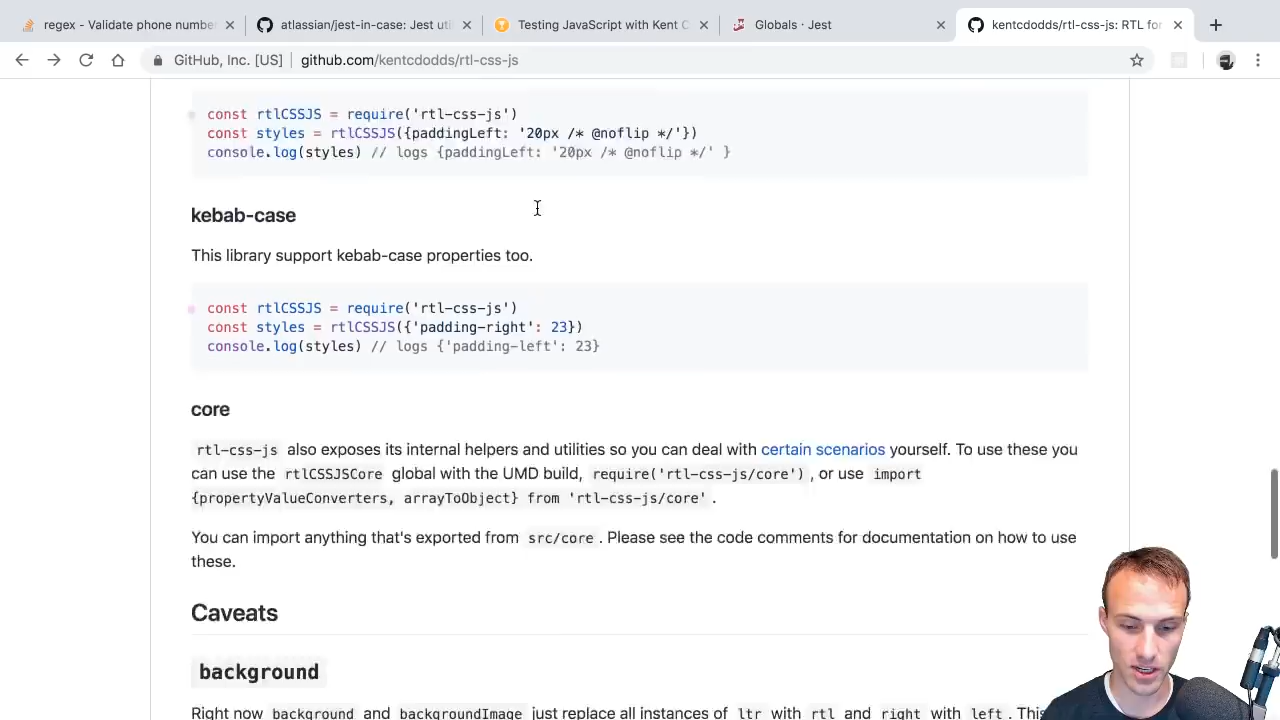 regex - Validate phone number
atlassian/jest-in-case: Jest util
Testing JavaScript with Kent C
Globals · Jest
kentcdodds/rtl-css-js: RTL for
GitHub, Inc. [US]
github.com/kentcdodds/rtl-css-js
const rtlCSSJS = require('rtl-css-js')
const styles = rtlCSSJS({paddingLeft: '20px /* @noflip */'})
console.log(styles) // logs {paddingLeft: '20px /* @noflip */' }
kebab-case
This library support kebab-case properties too.
const rtlCSSJS = require('rtl-css-js')
const styles = rtlCSSJS({'padding-right': 23})
console.log(styles) // logs {'padding-left': 23}
core
rtl-css-js also exposes its internal helpers and utilities so you can deal with certain scenarios yourself. To use these you
can use the rtlCSSJSCore global with the UMD build, require('rtl-css-js/core') , or use import
{propertyValueConverters, arrayToObject} from 'rtl-css-js/core' .
You can import anything that's exported from src/core . Please see the code comments for documentation on how to use
these.
Caveats
background
Right now background and backgroundImage just replace all instances of ltr with rtl and right with left . This